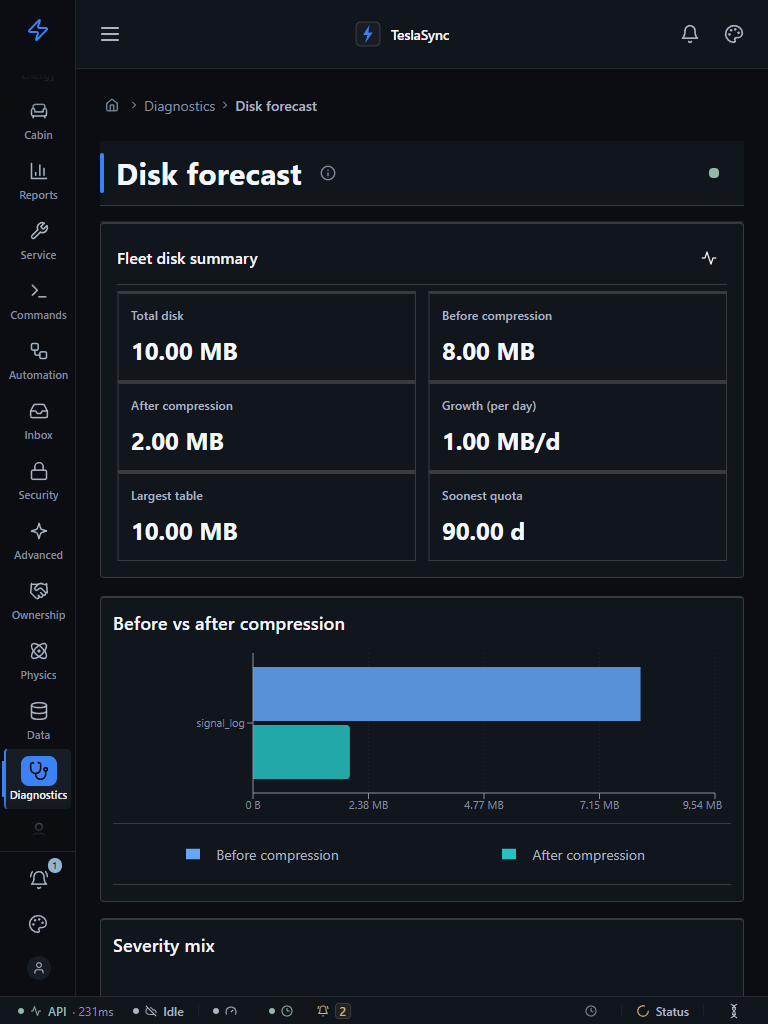 TeslaSync
Cabin
Reports
Service
Commands
Automation
Inbox
Security
Advanced
Ownership
Physics
Data
Diagnostics
1
Diagnostics > Disk forecast
Disk forecast
Fleet disk summary
Total disk
10.00 MB
Before compression
8.00 MB
After compression
2.00 MB
Growth (per day)
1.00 MB/d
Largest table
10.00 MB
Soonest quota
90.00 d
Before vs after compression
signal_log
0 B 2.38 MB 4.77 MB 7.15 MB 9.54 MB
Before compression After compression
Severity mix
API · 231ms Idle 2 Status